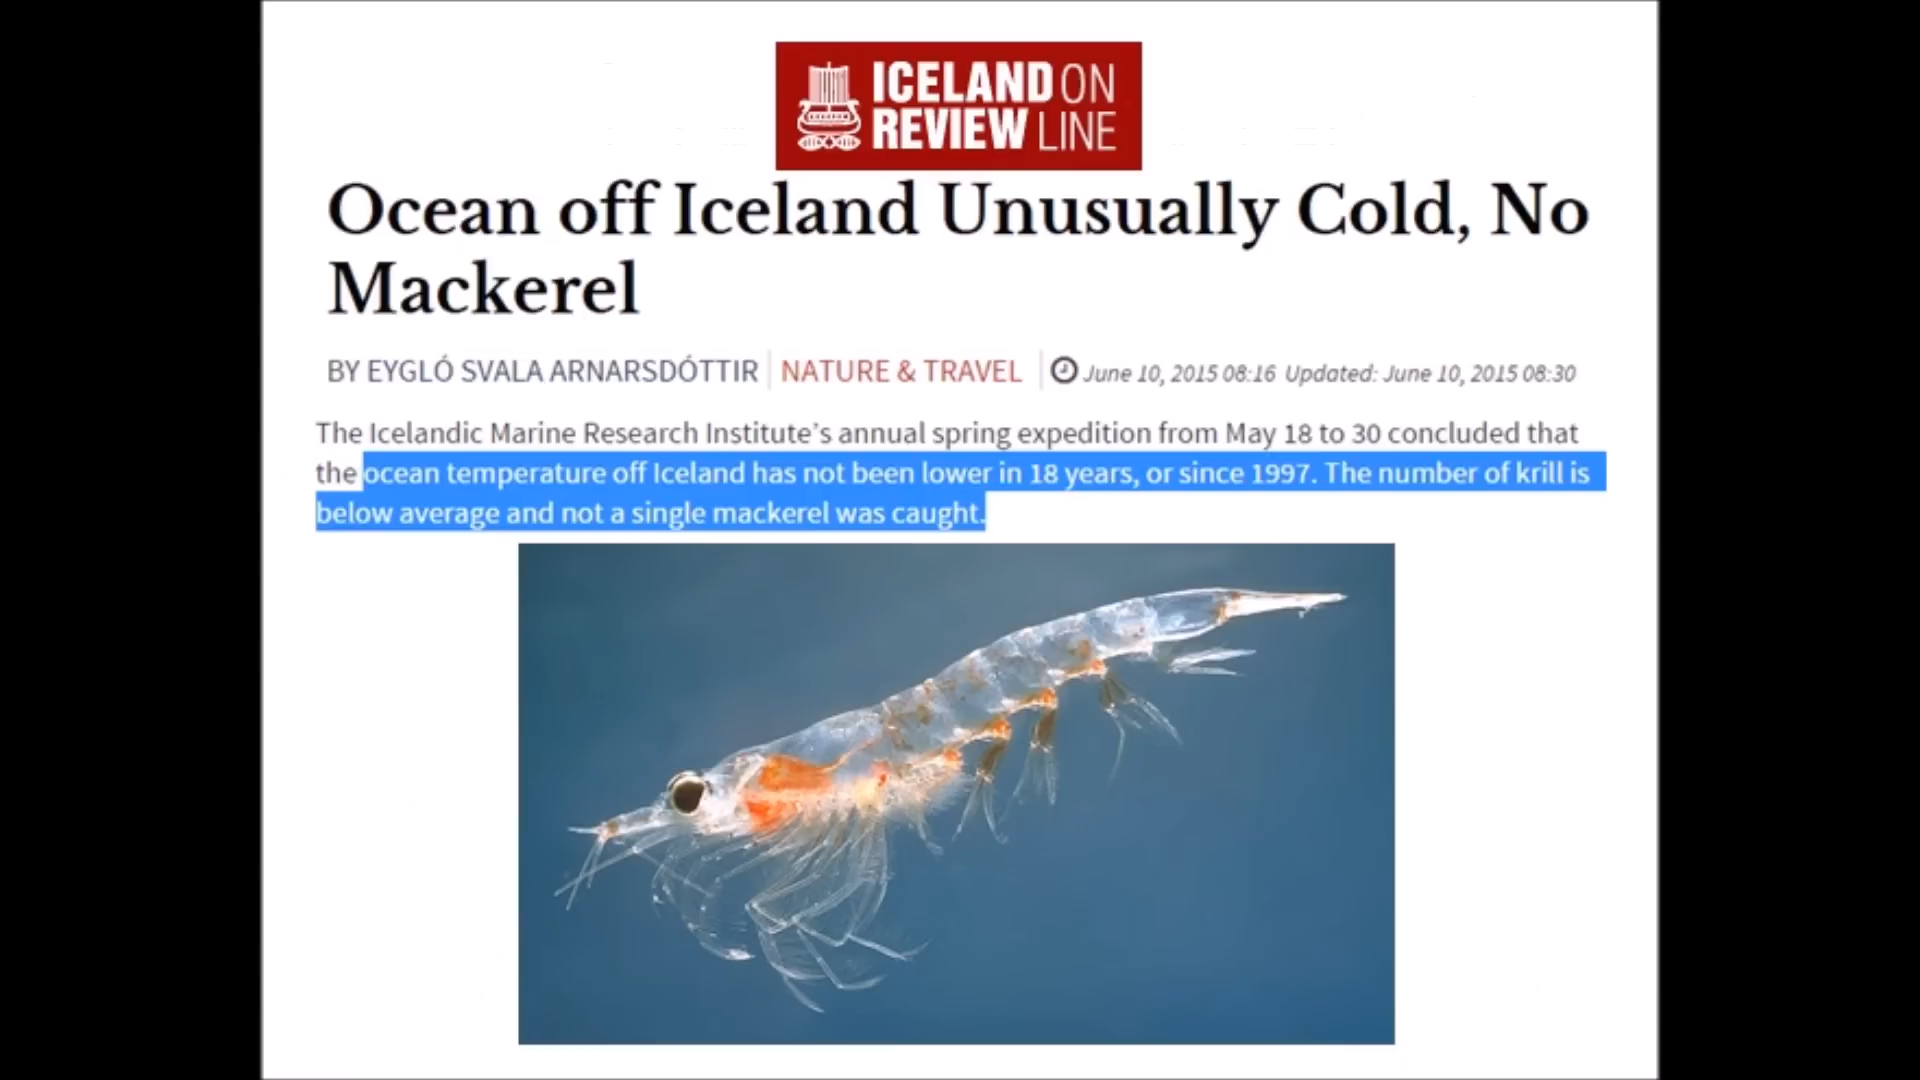 ICELAND ON
REVIEW LINE
Ocean off Iceland Unusually Cold, No
Mackerel
BY EYGLÓ SVALA ARNARSDÓTTIR NATURE & TRAVEL June 10, 2015 08:16 Updated: June 10, 2015 08:30
The Icelandic Marine Research Institute’s annual spring expedition from May 18 to 30 concluded that
the ocean temperature off Iceland has not been lower in 18 years, or since 1997. The number of krill is
below average and not a single mackerel was caught.